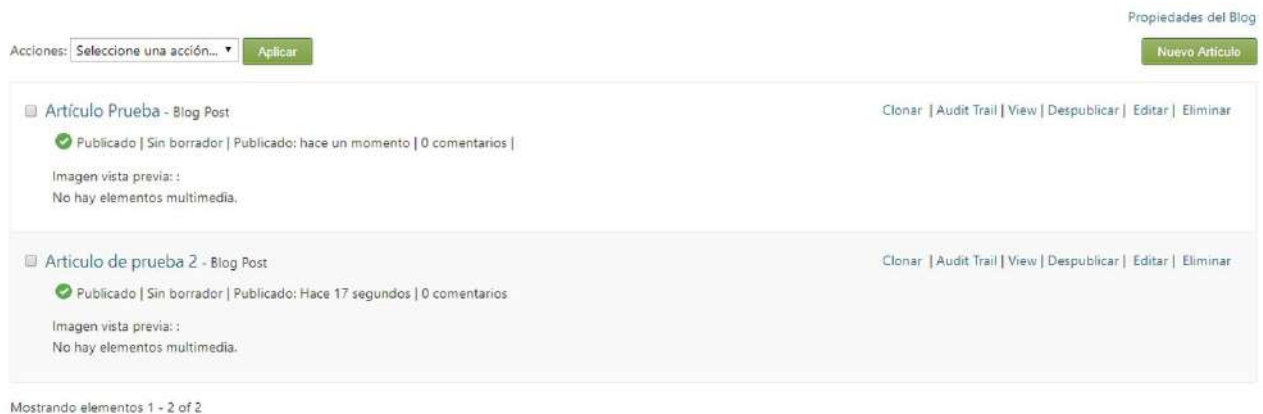 Propiedades del Blog
Acciones: Seleccione una acción... Aplicar Nuevo Artículo
Artículo Prueba - Blog Post Clonar | Audit Trail | View | Despublicar | Editar | Eliminar
Publicado | Sin borrador | Publicado: hace un momento | 0 comentarios |
Imagen vista previa: :
No hay elementos multimedia.
Articulo de prueba 2 - Blog Post Clonar | Audit Trail | View | Despublicar | Editar | Eliminar
Publicado | Sin borrador | Publicado: Hace 17 segundos | 0 comentarios
Imagen vista previa: :
No hay elementos multimedia.
Mostrando elementos 1 - 2 of 2